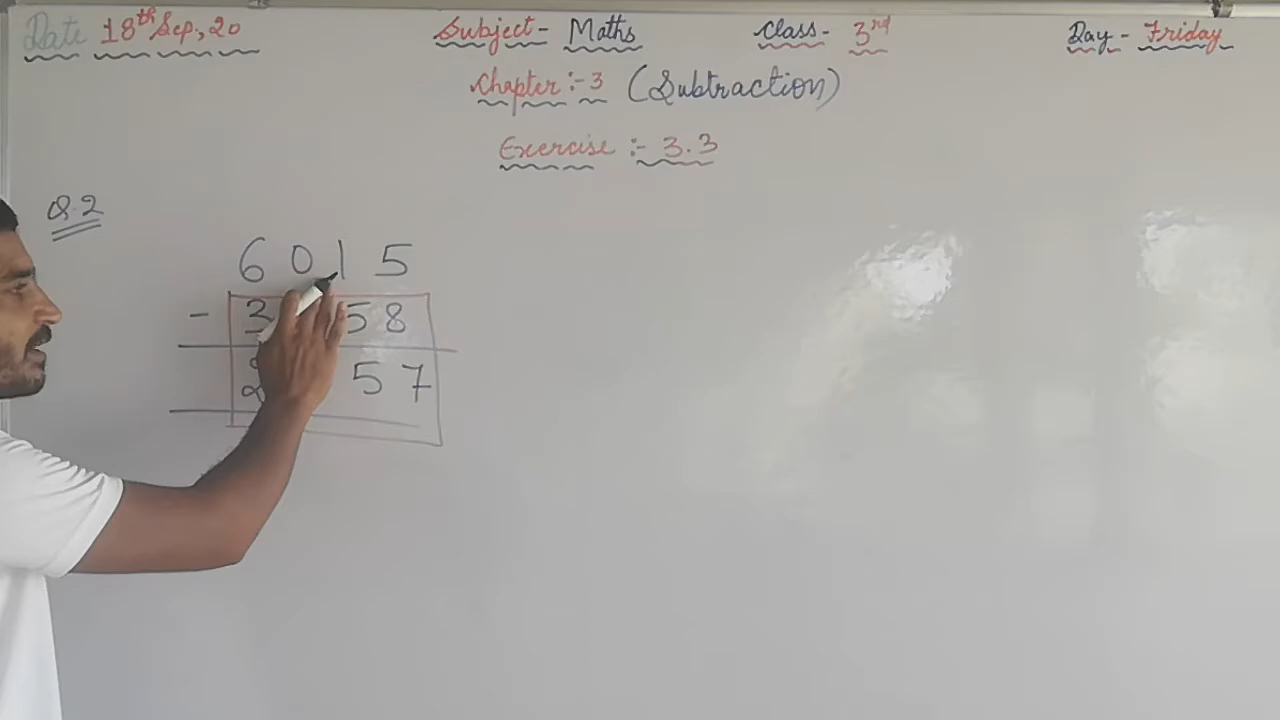 Date 18th Sep, 20 Subject- Maths Class- 3rd Day - Friday
Chapter :- 3 (Subtraction)
Exercise :- 3.3
Q.2
6 0 1 5
- 3 5 8
2 5 7